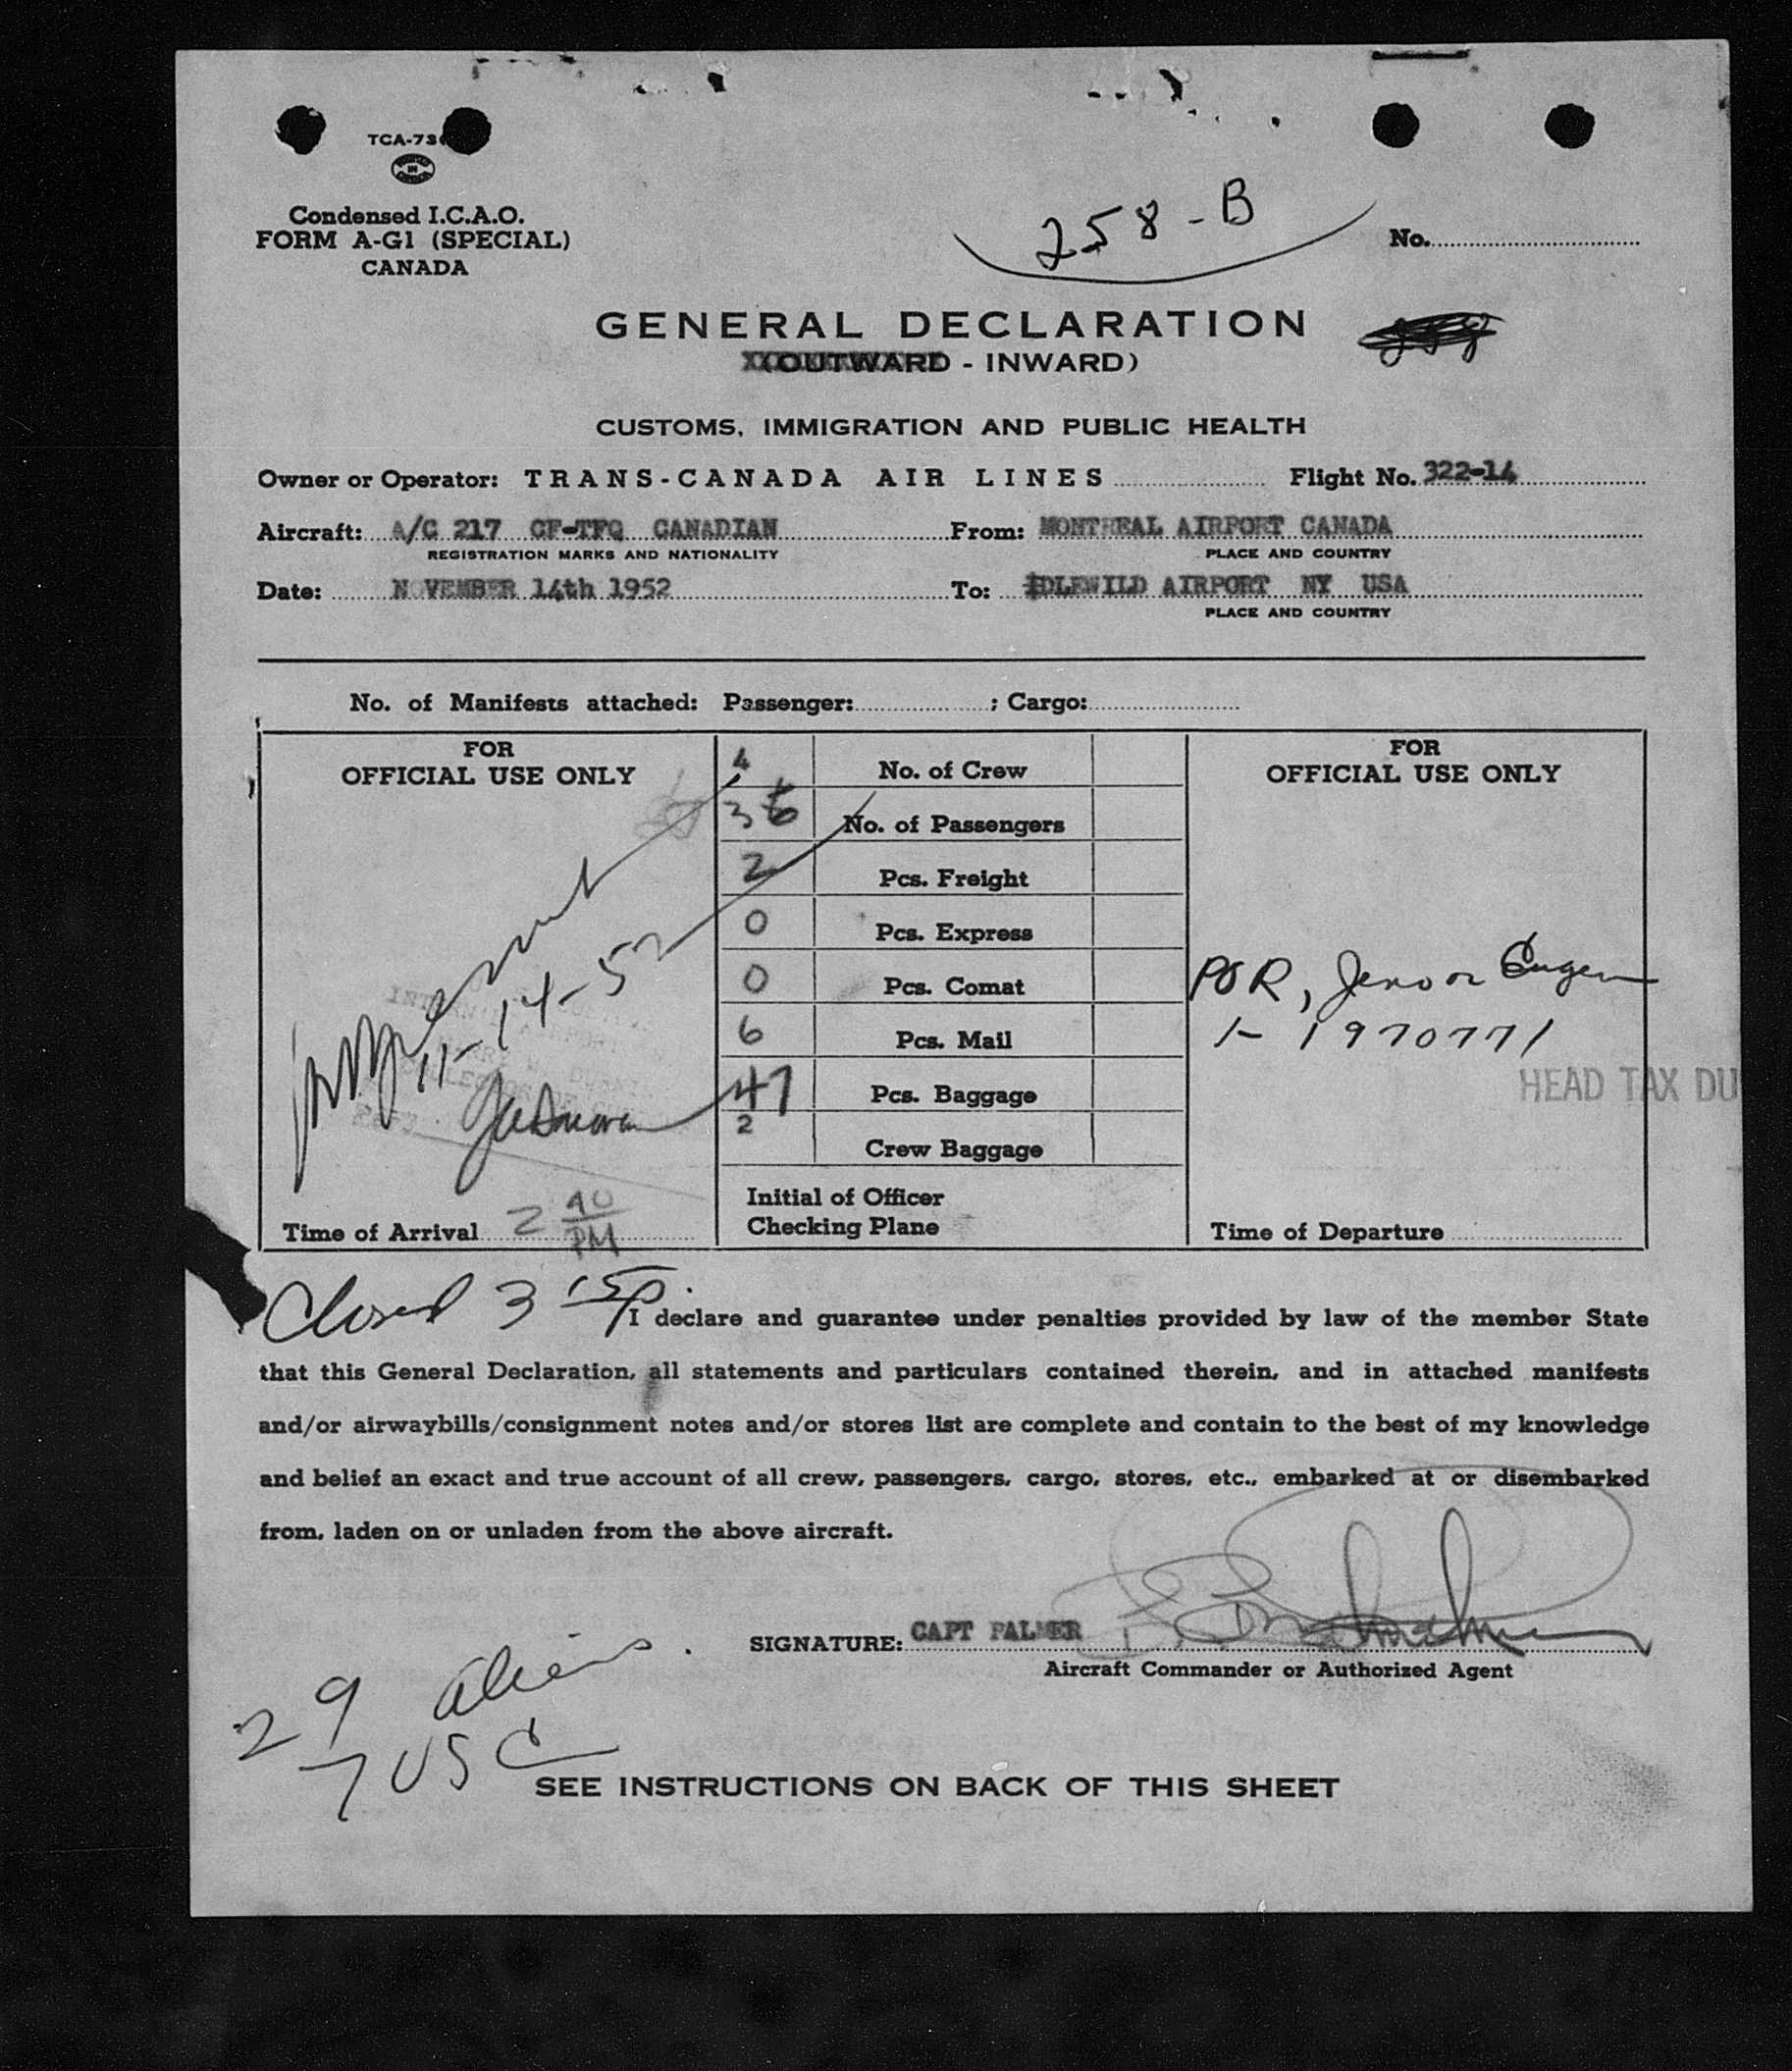 TCA-73
PRINTED IN CANADA
Condensed I.C.A.O.
FORM A-G1 (SPECIAL)
CANADA
258-B
No.
GENERAL DECLARATION
(OUTWARD - INWARD)
CUSTOMS, IMMIGRATION AND PUBLIC HEALTH
Owner or Operator: TRANS-CANADA AIR LINES Flight No. 322-14
Aircraft: A/C 217 CF-TFQ CANADIAN From: MONTREAL AIRPORT CANADA
REGISTRATION MARKS AND NATIONALITY PLACE AND COUNTRY
Date: NOVEMBER 14th 1952 To: IDLEWILD AIRPORT NY USA
PLACE AND COUNTRY
No. of Manifests attached: Passenger: ; Cargo:
FOR
OFFICIAL USE ONLY
11-14-52
Time of Arrival 2 40 PM
4 No. of Crew
36 No. of Passengers
2 Pcs. Freight
0 Pcs. Express
0 Pcs. Comat
6 Pcs. Mail
47 Pcs. Baggage
2 Crew Baggage
Initial of Officer
Checking Plane
FOR
OFFICIAL USE ONLY
POR, Jeno or Eugen
1-1970771
HEAD TAX DU
Time of Departure
Closed 3 15p.
I declare and guarantee under penalties provided by law of the member State
that this General Declaration, all statements and particulars contained therein, and in attached manifests
and/or airwaybills/consignment notes and/or stores list are complete and contain to the best of my knowledge
and belief an exact and true account of all crew, passengers, cargo, stores, etc., embarked at or disembarked
from, laden on or unladen from the above aircraft.
SIGNATURE: CAPT PALMER
Aircraft Commander or Authorized Agent
29 aliens.
7 USC
SEE INSTRUCTIONS ON BACK OF THIS SHEET